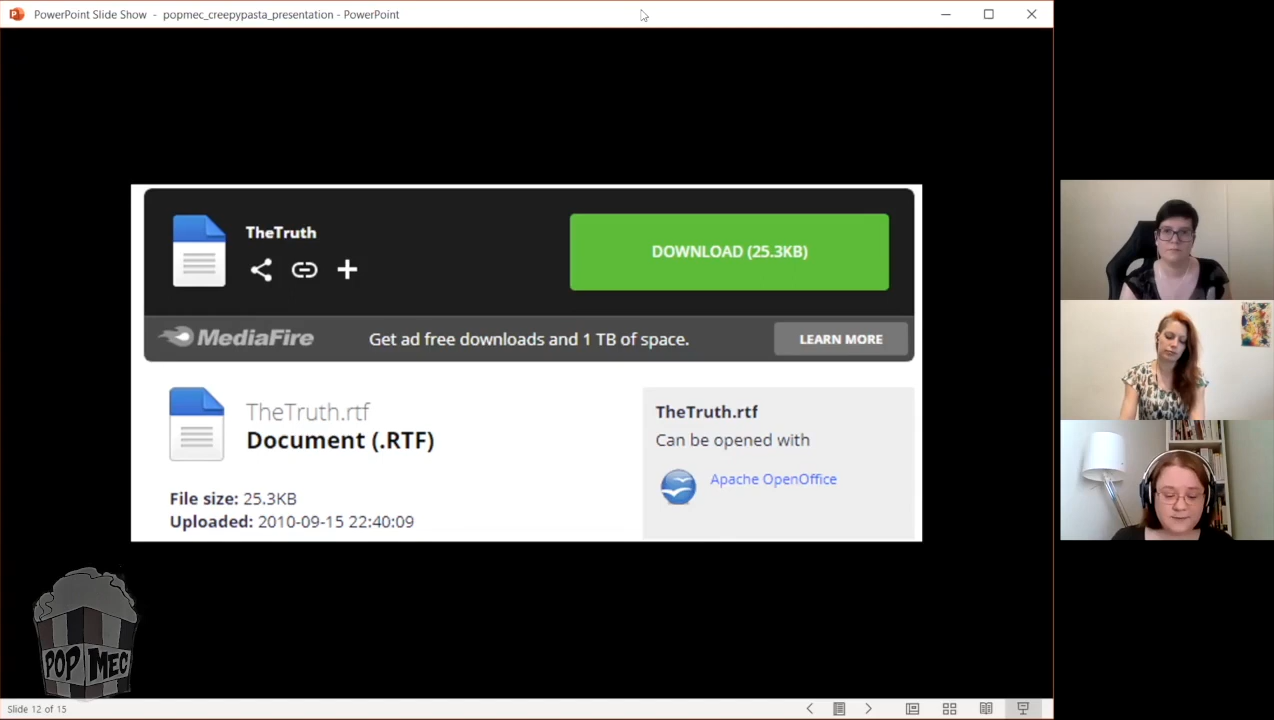 PowerPoint Slide Show - popmec_creepypasta_presentation - PowerPoint
TheTruth
DOWNLOAD (25.3KB)
MediaFire
Get ad free downloads and 1 TB of space.
LEARN MORE
TheTruth.rtf
Document (.RTF)
File size: 25.3KB
Uploaded: 2010-09-15 22:40:09
TheTruth.rtf
Can be opened with
Apache OpenOffice
POP MEC
Slide 12 of 15